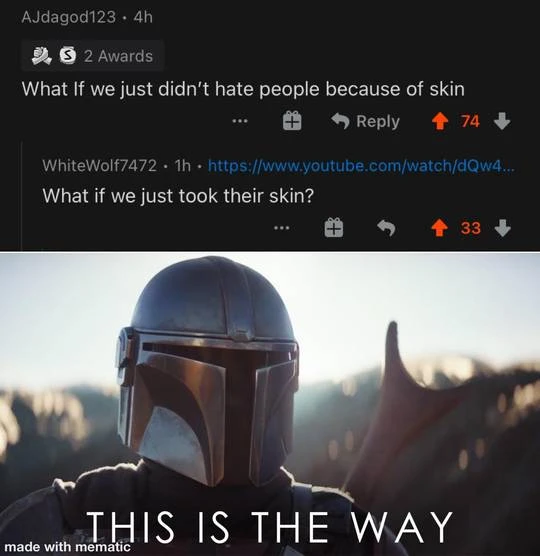 AJdagod123 • 4h
2 Awards
What If we just didn't hate people because of skin
Reply 74
WhiteWolf7472 • 1h • https://www.youtube.com/watch/dQw4...
What if we just took their skin?
33
THIS IS THE WAY
made with mematic